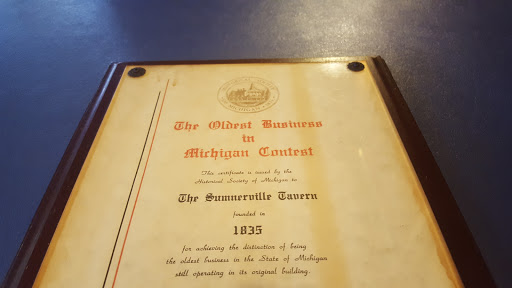 The Oldest Business
in
Michigan Contest
This certificate is issued by the
Historical Society of Michigan to
The Sumnerville Tavern
founded in
1835
for achieving the distinction of being
the oldest business in the State of Michigan
still operating in its original building.